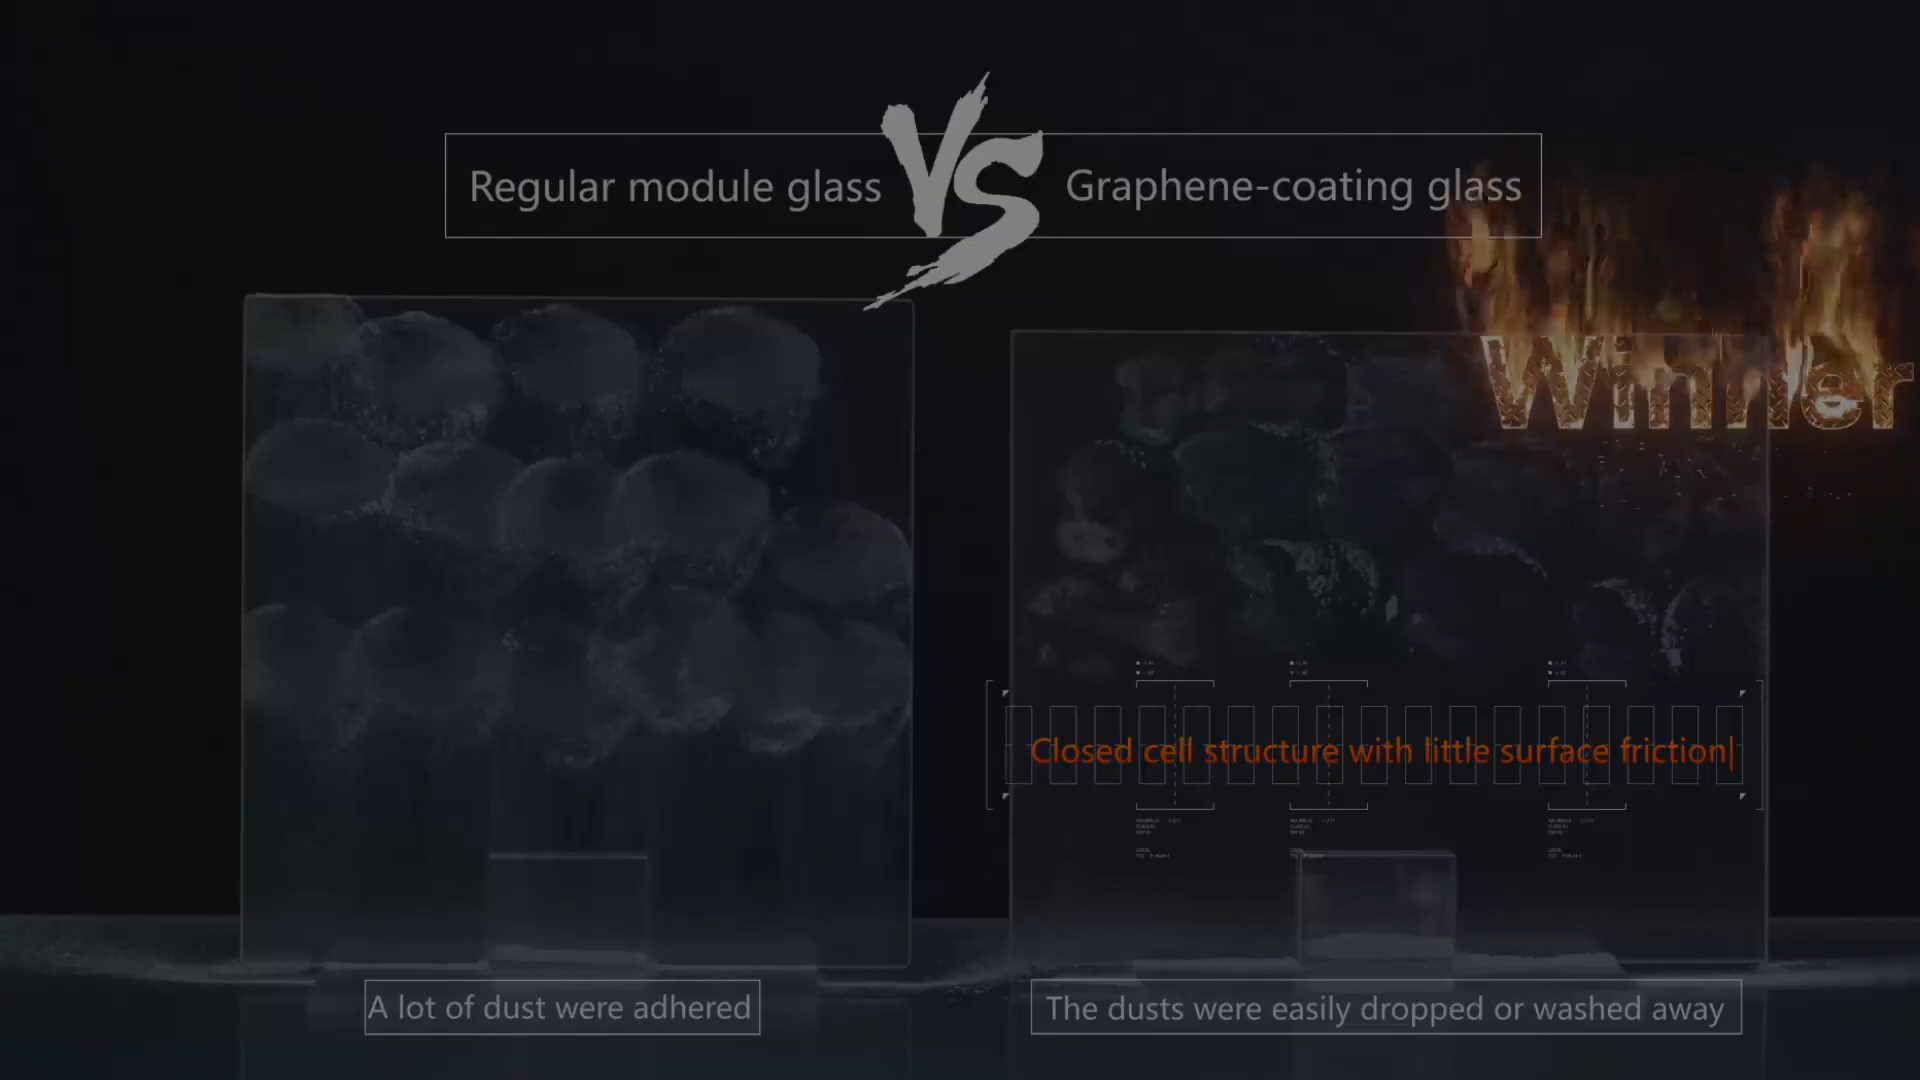 Regular module glass
VS
Graphene-coating glass
Winner
Closed cell structure with little surface friction
A lot of dust were adhered
The dusts were easily dropped or washed away